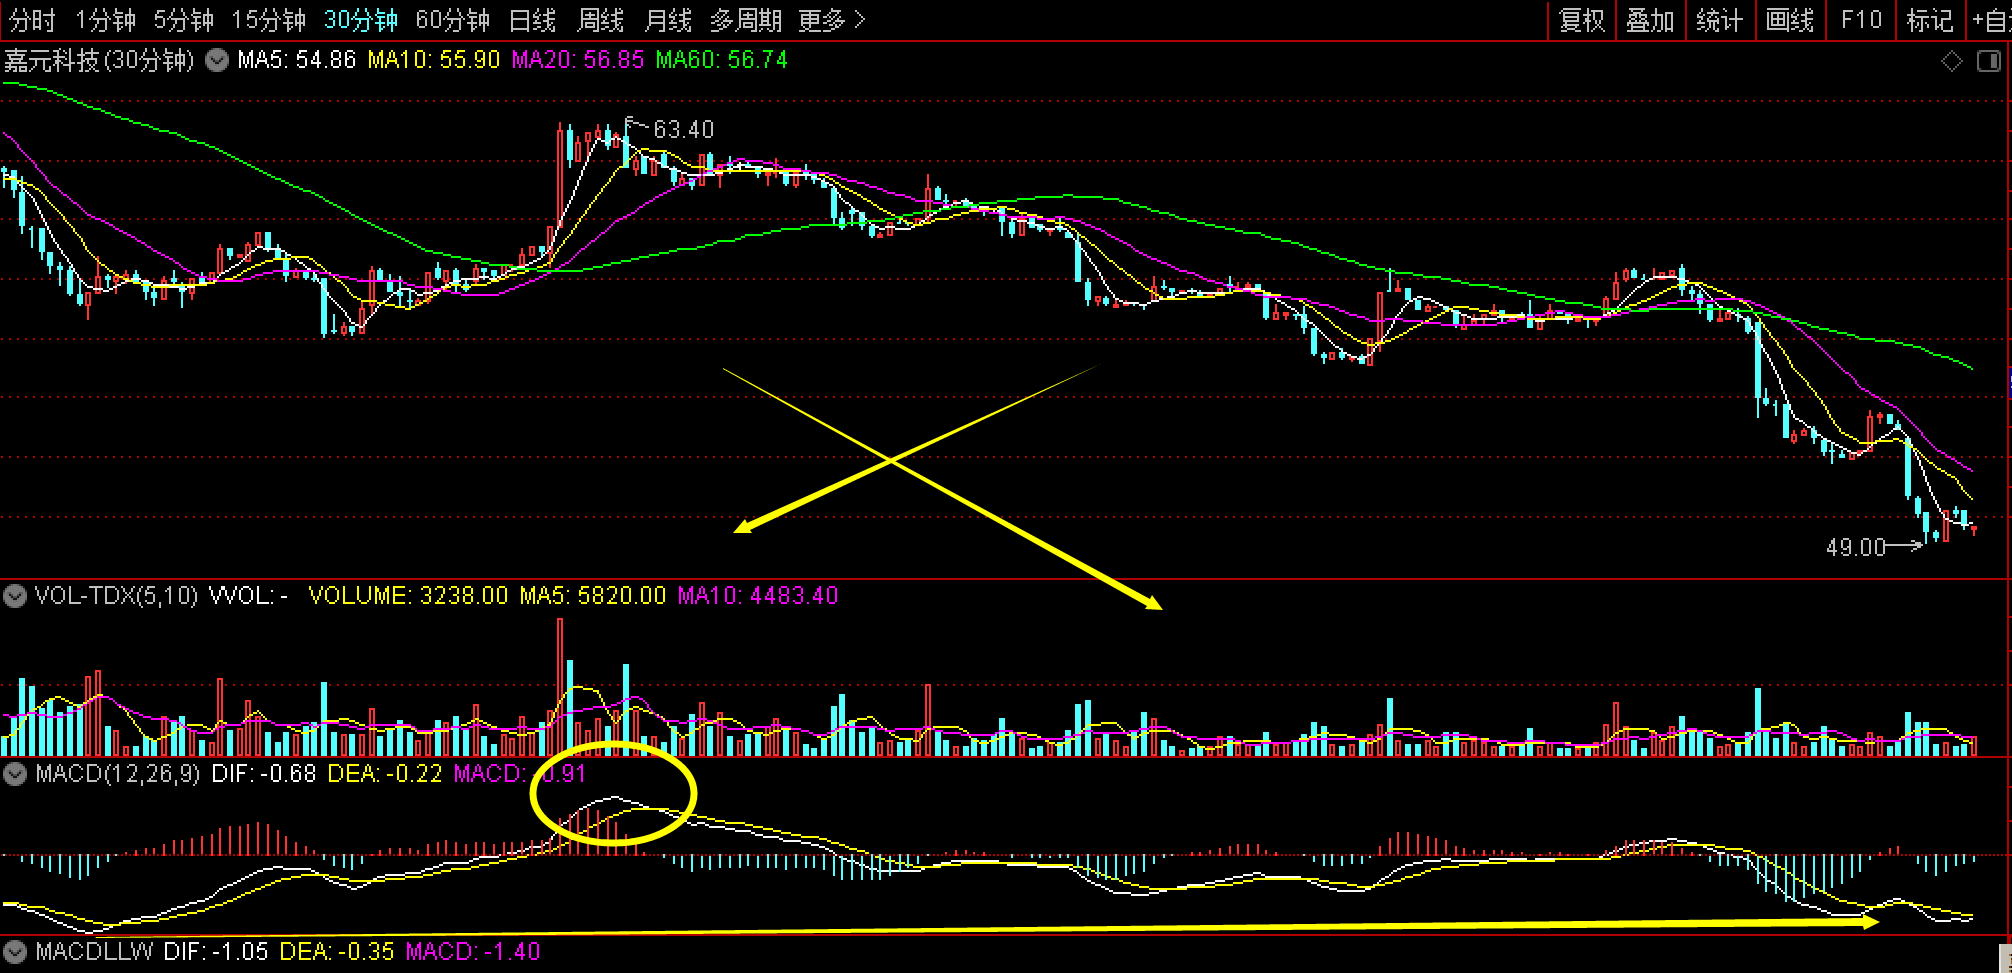 分时 1分钟 5分钟 15分钟 30分钟 60分钟 日线 周线 月线 多周期 更多 > 复权 叠加 统计 画线 F10 标记 +自
嘉元科技(30分钟) MA5: 54.86 MA10: 55.90 MA20: 56.85 MA60: 56.74
63.40
49.00
VOL-TDX(5,10) VVOL: - VOLUME: 3238.00 MA5: 5820.00 MA10: 4483.40
MACD(12,26,9) DIF: -0.68 DEA: -0.22 MACD: -0.91
MACDLLW DIF: -1.05 DEA: -0.35 MACD: -1.40